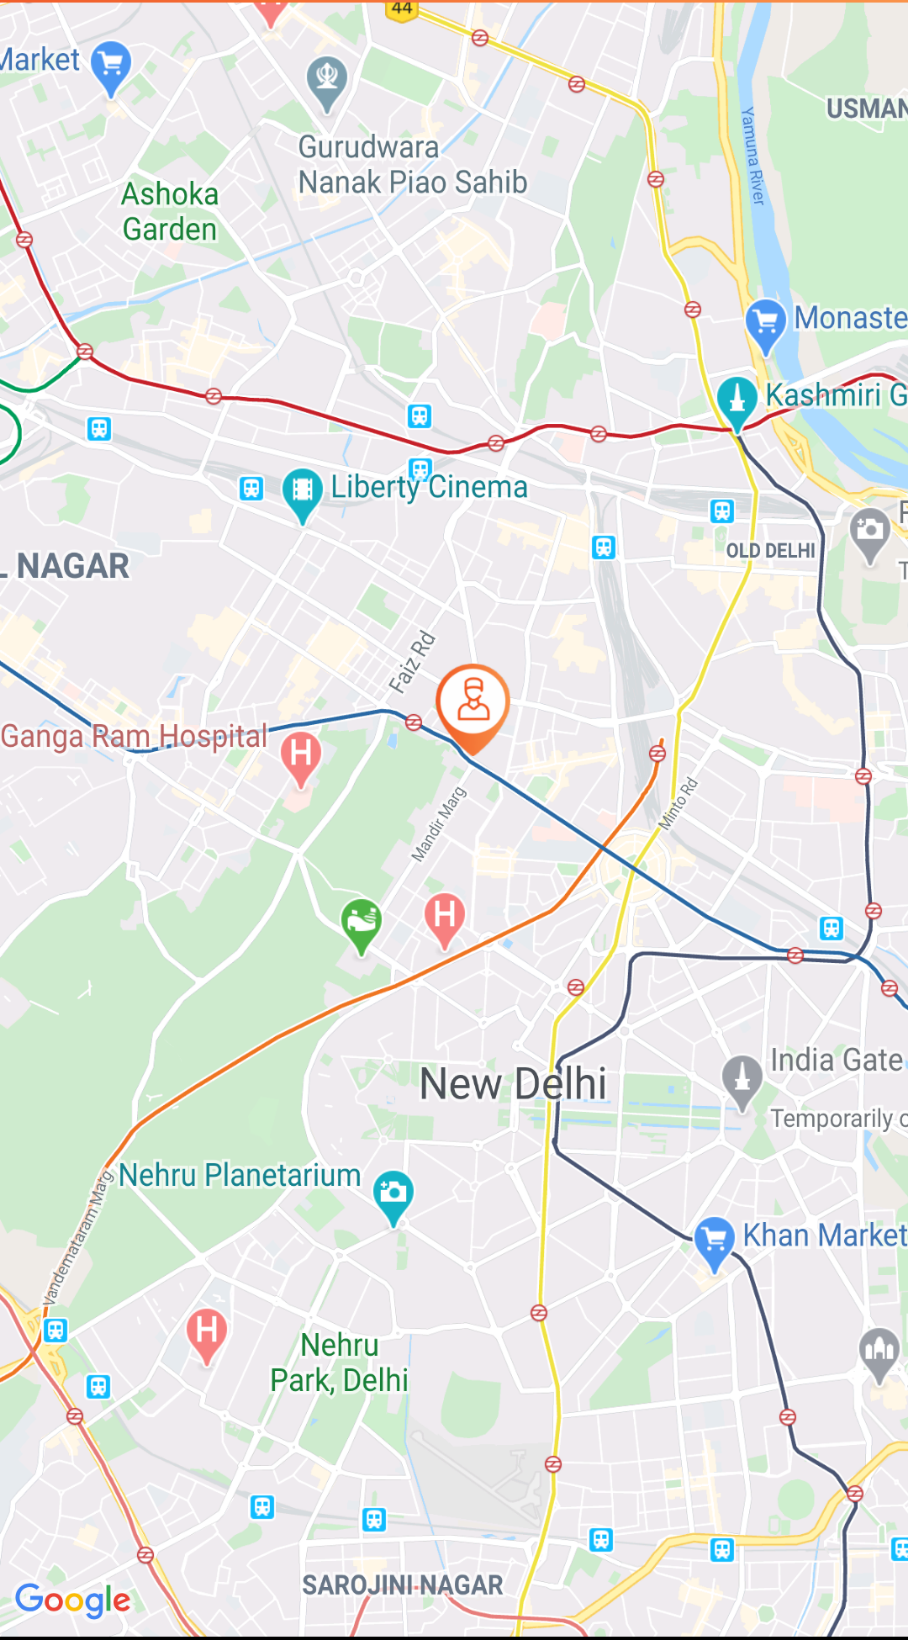 44
Market
USMAN
Yamuna River
Gurudwara
Nanak Piao Sahib
Ashoka
Garden
Monaste
Kashmiri G
Liberty Cinema
OLD DELHI
L NAGAR
Faiz Rd
Ganga Ram Hospital
H
Mandir Marg
Minto Rd
H
India Gate
New Delhi
Temporarily c
Nehru Planetarium
Vandemataram Marg
Khan Market
H
Nehru
Park, Delhi
SAROJINI NAGAR
Google